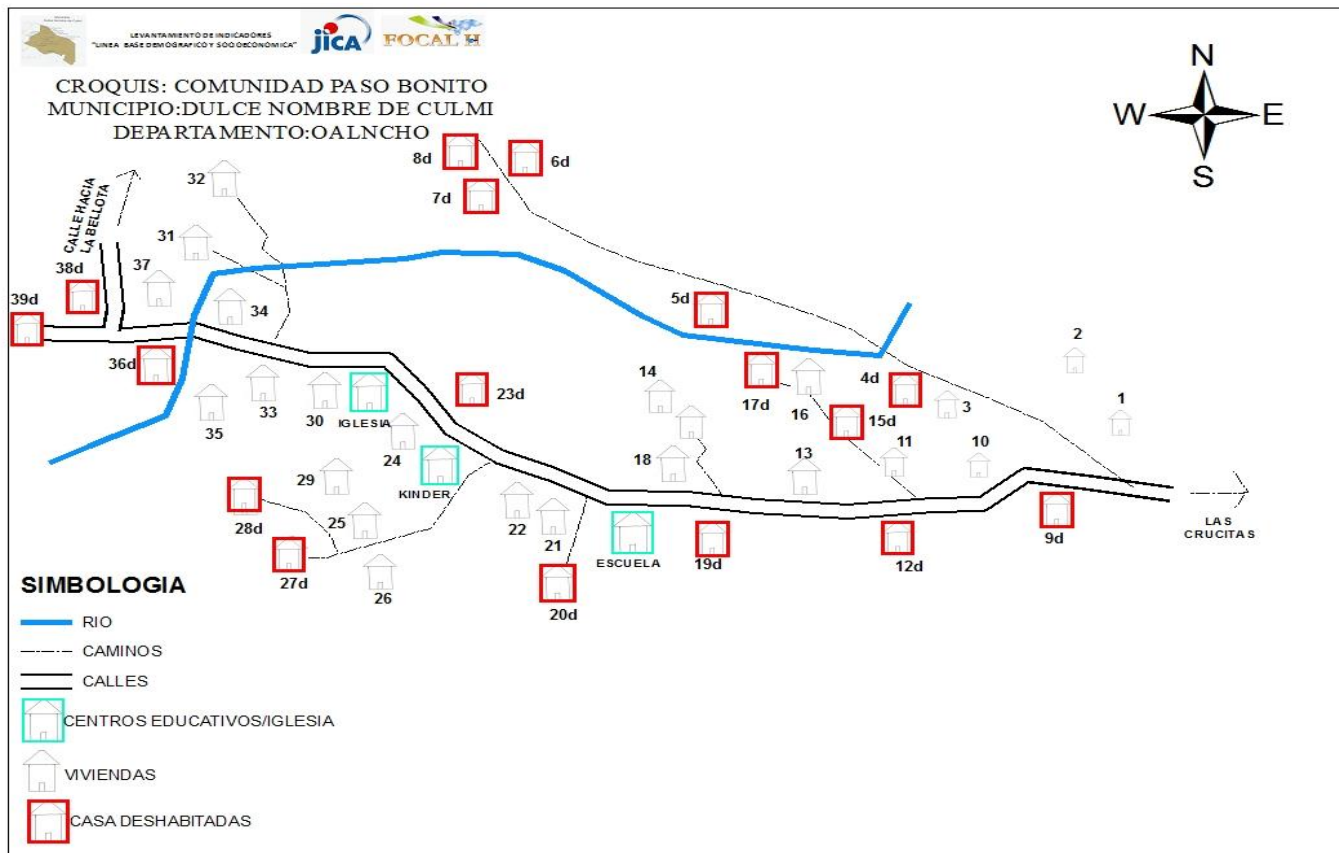 LEVANTAMIENTO DE INDICADORES
"LINEA BASE DEMOGRAFICO Y SOCIOECONOMICA"
jICA
FOCAL H
CROQUIS: COMUNIDAD PASO BONITO
MUNICIPIO:DULCE NOMBRE DE CULMI
DEPARTAMENTO:OALNCHO
N
W E
S
8d
6d
7d
32
31
CALLE HACIA
LA BELLOTA
38d
37
39d
34
5d
2
36d
33
35
30
IGLESIA
23d
14
17d
16
4d
15d
3
1
24
KINDER
29
18
13
11
10
28d
25
22
21
ESCUELA
19d
12d
9d
LAS
CRUCITAS
27d
26
20d
SIMBOLOGIA
RIO
CAMINOS
CALLES
CENTROS EDUCATIVOS/IGLESIA
VIVIENDAS
CASA DESHABITADAS